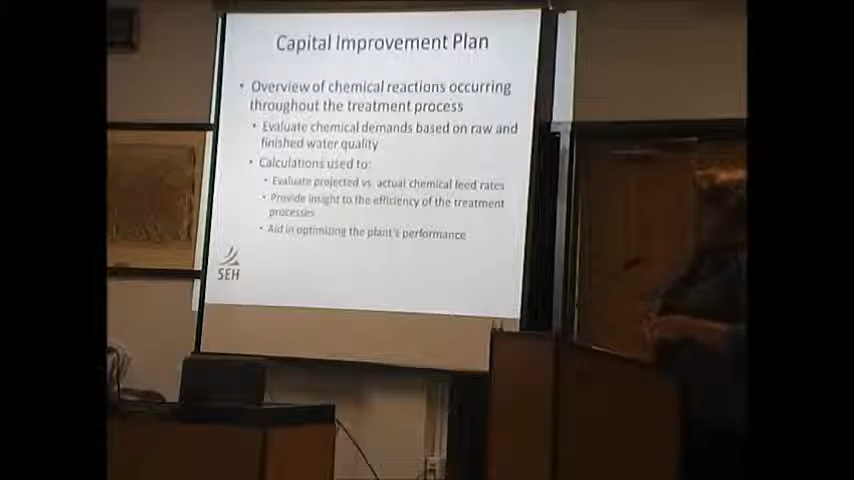 Capital Improvement Plan
• Overview of chemical reactions occurring
throughout the treatment process
• Evaluate chemical demands based on raw and
finished water quality
• Calculations used to:
• Evaluate projected vs. actual chemical feed rates
• Provide insight to the efficiency of the treatment
processes
• Aid in optimizing the plant's performance
SEH